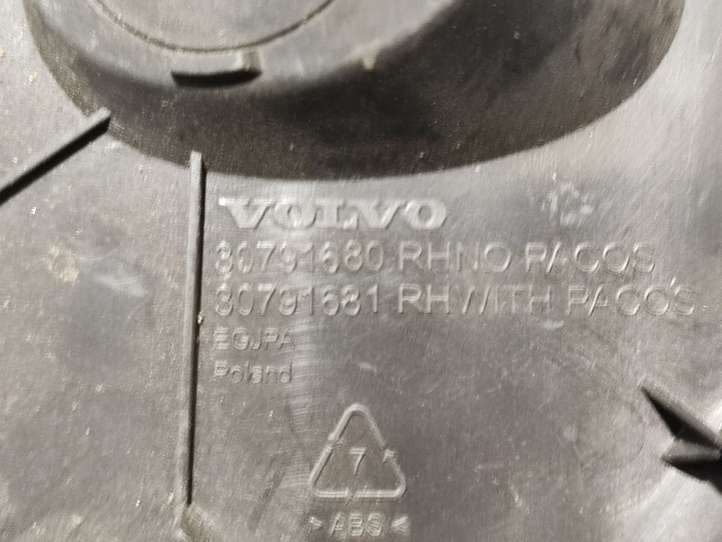 VOLVO
30791680 RH NO PACOS
30791681 RH WITH PACOS
EGJPA
Poland
7
>ABS<